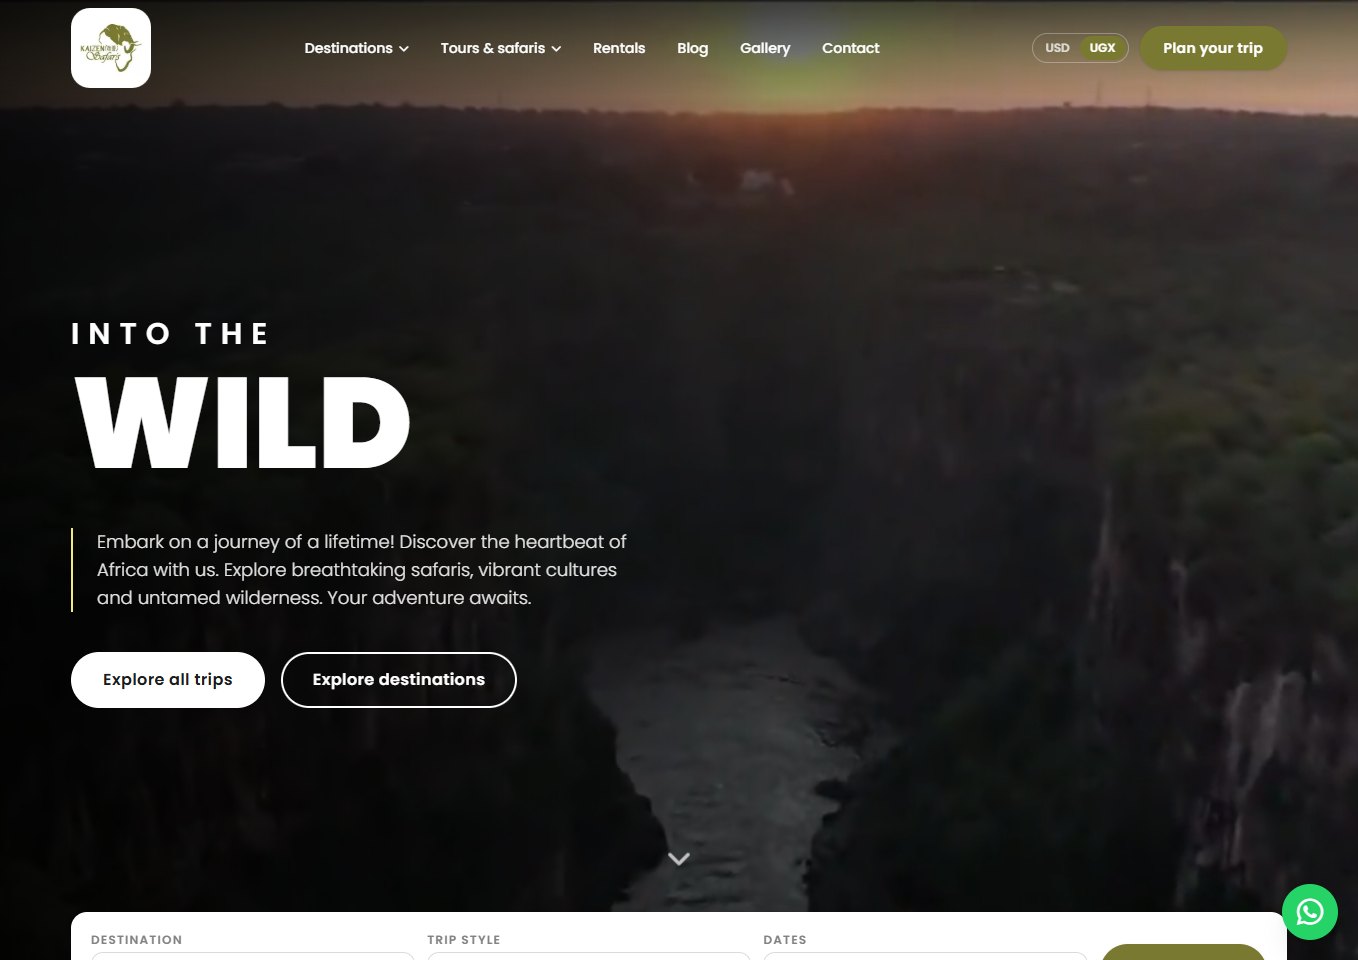 KAIZEN
Safaris
Destinations
Tours & safaris
Rentals
Blog
Gallery
Contact
USD
UGX
Plan your trip
INTO THE
WILD
Embark on a journey of a lifetime! Discover the heartbeat of
Africa with us. Explore breathtaking safaris, vibrant cultures
and untamed wilderness. Your adventure awaits.
Explore all trips
Explore destinations
DESTINATION
TRIP STYLE
DATES